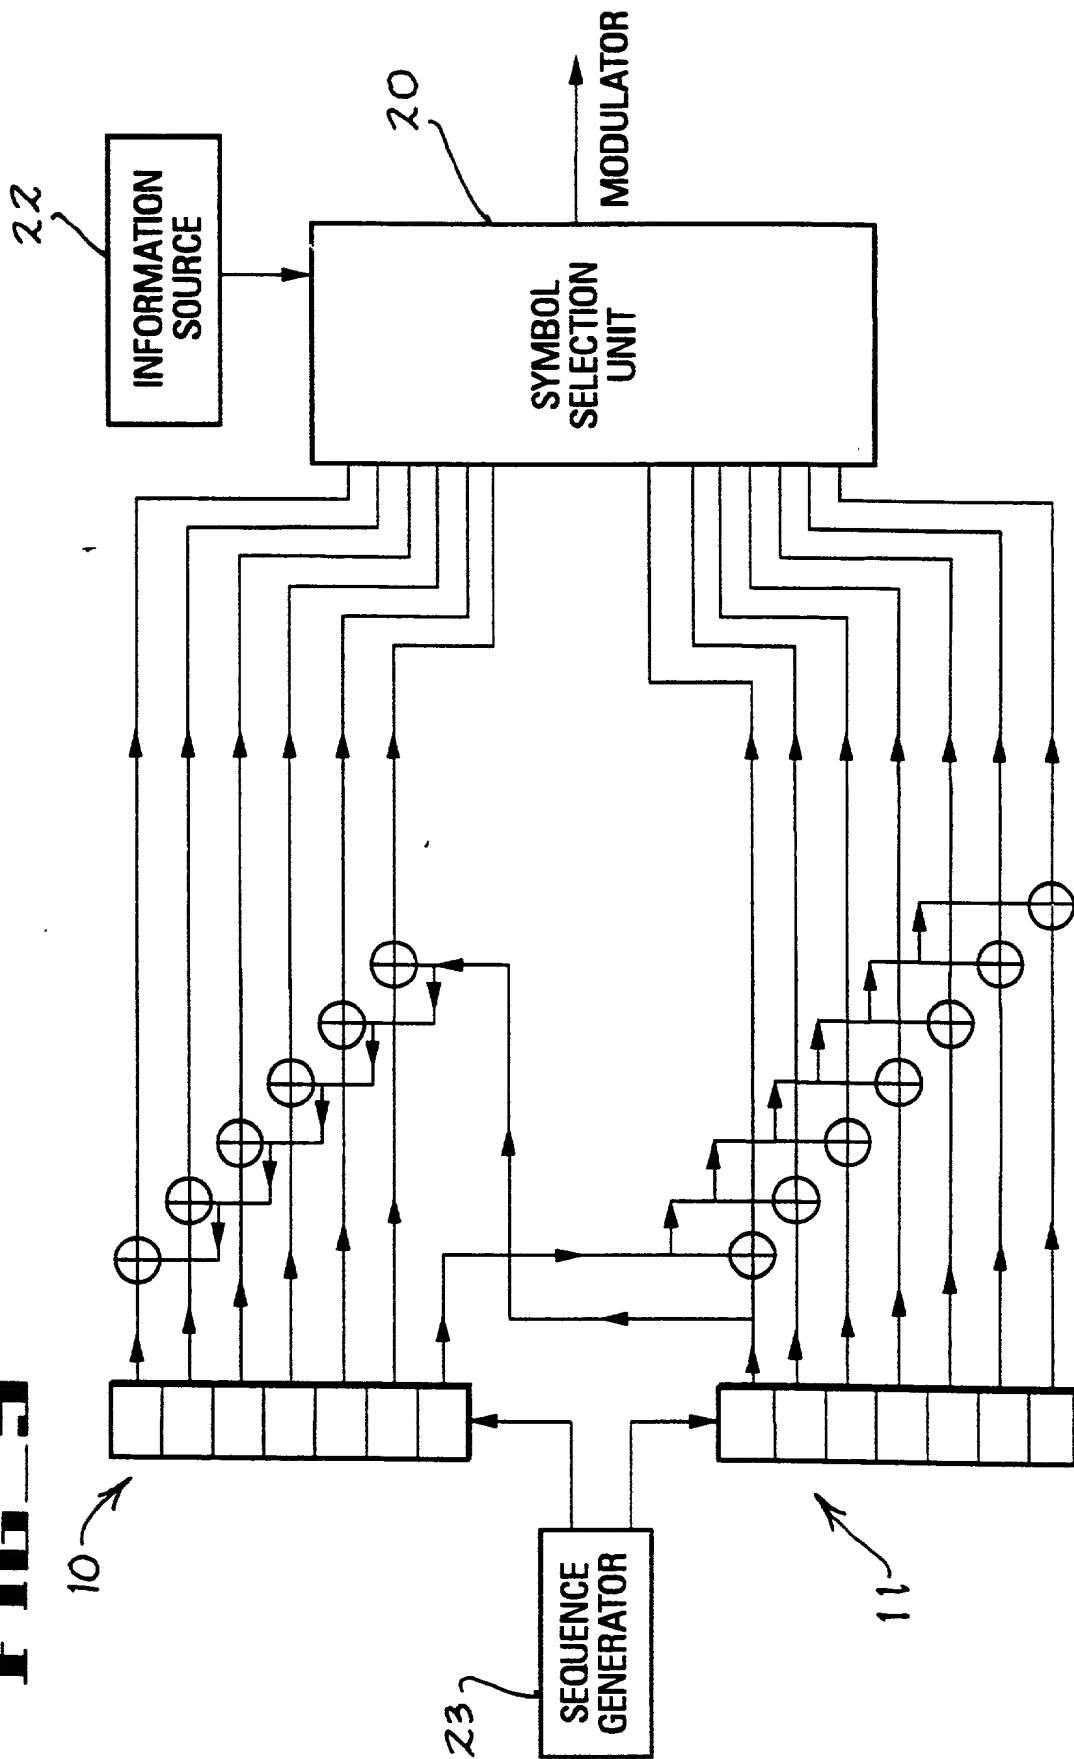 22
INFORMATION
SOURCE
20
SYMBOL
SELECTION
UNIT
MODULATOR
10
11
23
SEQUENCE
GENERATOR